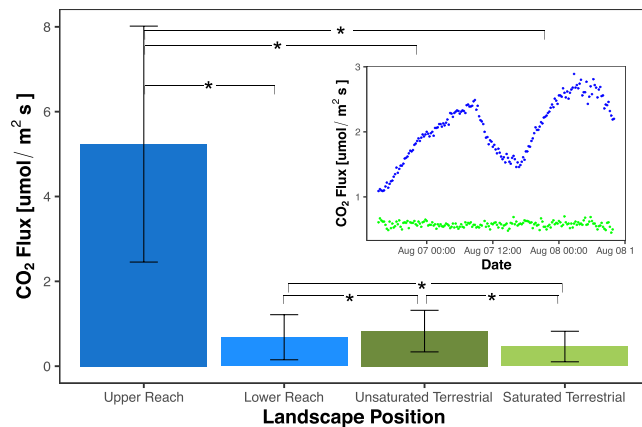 8
6
4
2
0
CO2 Flux [umol/ m2 s ]
*
*
*
*
*
*
3
2
1
CO2 Flux [umol/ m2 s ]
Aug 07 00:00 Aug 07 12:00 Aug 08 00:00 Aug 08 1
Date
Upper Reach Lower Reach Unsaturated Terrestrial Saturated Terrestrial
Landscape Position